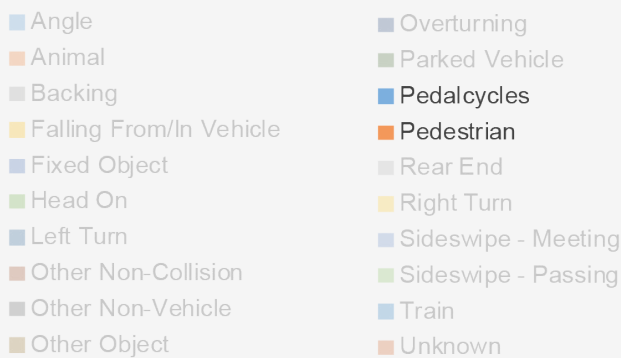 Angle
Animal
Backing
Falling From/In Vehicle
Fixed Object
Head On
Left Turn
Other Non-Collision
Other Non-Vehicle
Other Object
Overturning
Parked Vehicle
Pedalcycles
Pedestrian
Rear End
Right Turn
Sideswipe - Meeting
Sideswipe - Passing
Train
Unknown